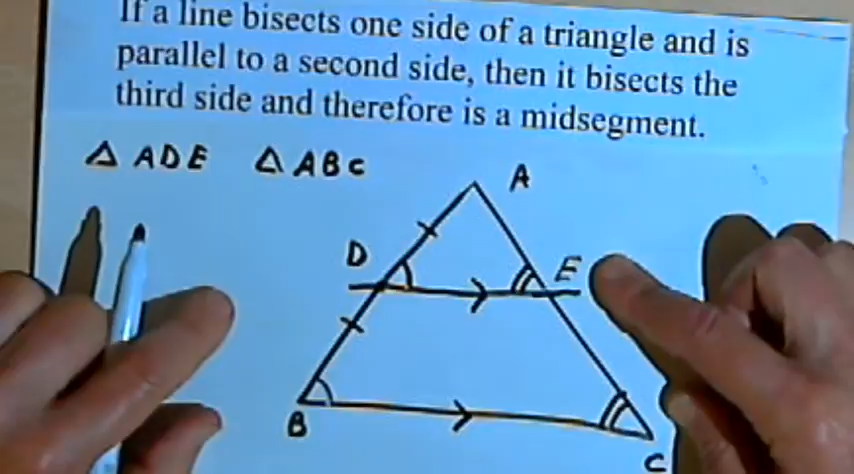 If a line bisects one side of a triangle and is
parallel to a second side, then it bisects the
third side and therefore is a midsegment.
△ ADE △ ABC
A
D
E
B
C